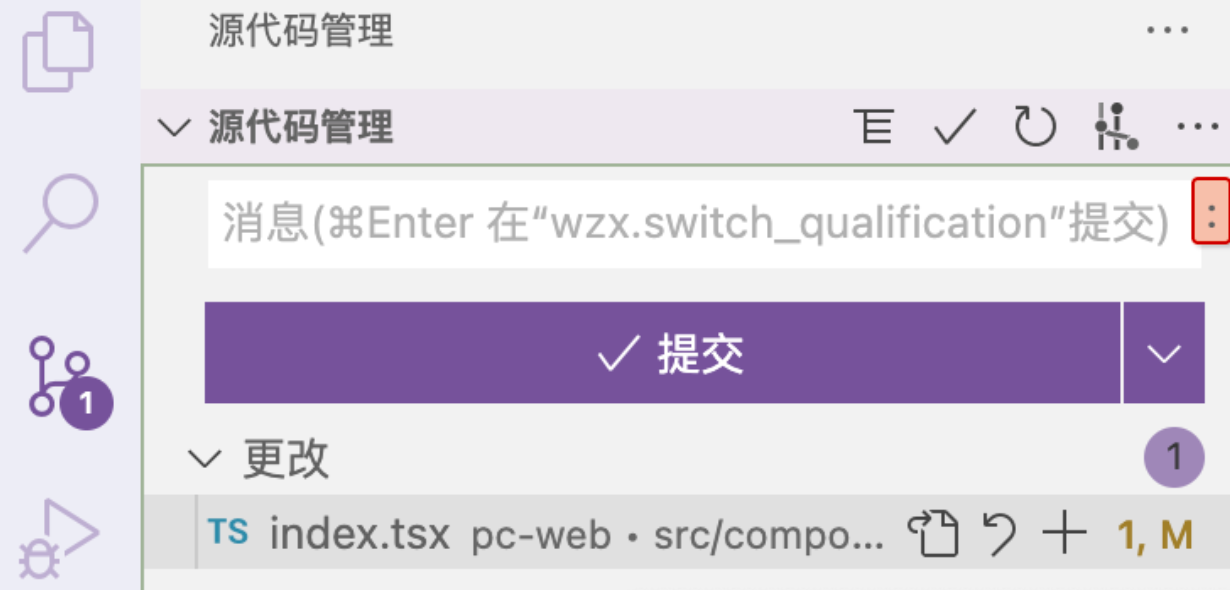 源代码管理
源代码管理
消息(⌘Enter 在“wzx.switch_qualification”提交)
提交
1
更改 1
TS index.tsx pc-web • src/compo... 1, M